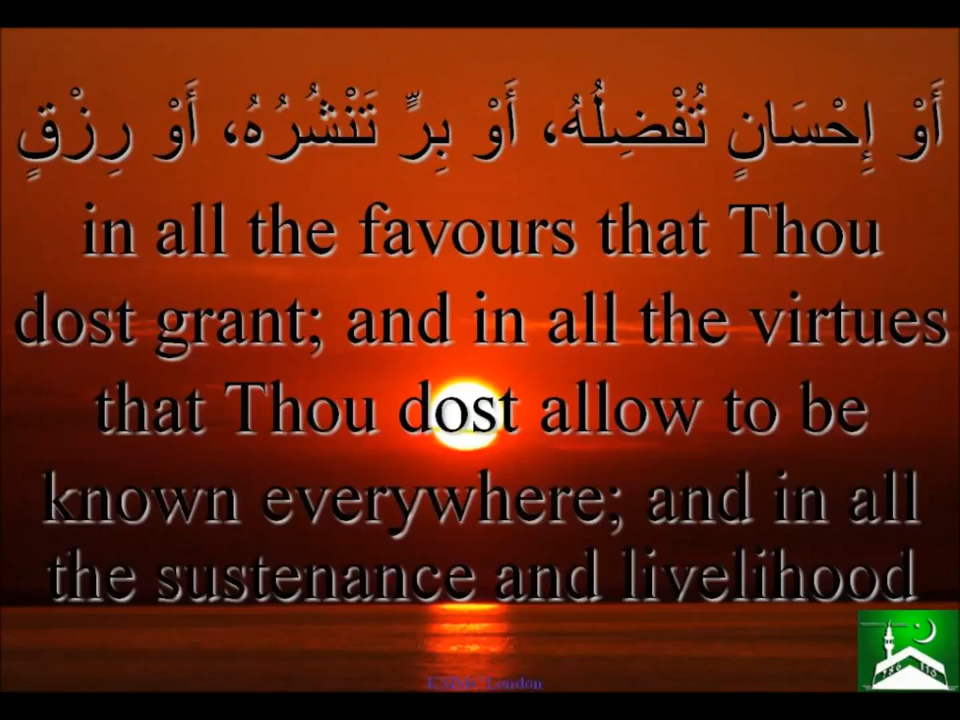 أَوْ إِحْسَانٍ تُفْضِلُهُ، أَوْ بِرٍّ تَنْشُرُهُ، أَوْ رِزْقٍ
in all the favours that Thou
dost grant; and in all the virtues
that Thou dost allow to be
known everywhere; and in all
the sustenance and livelihood
London